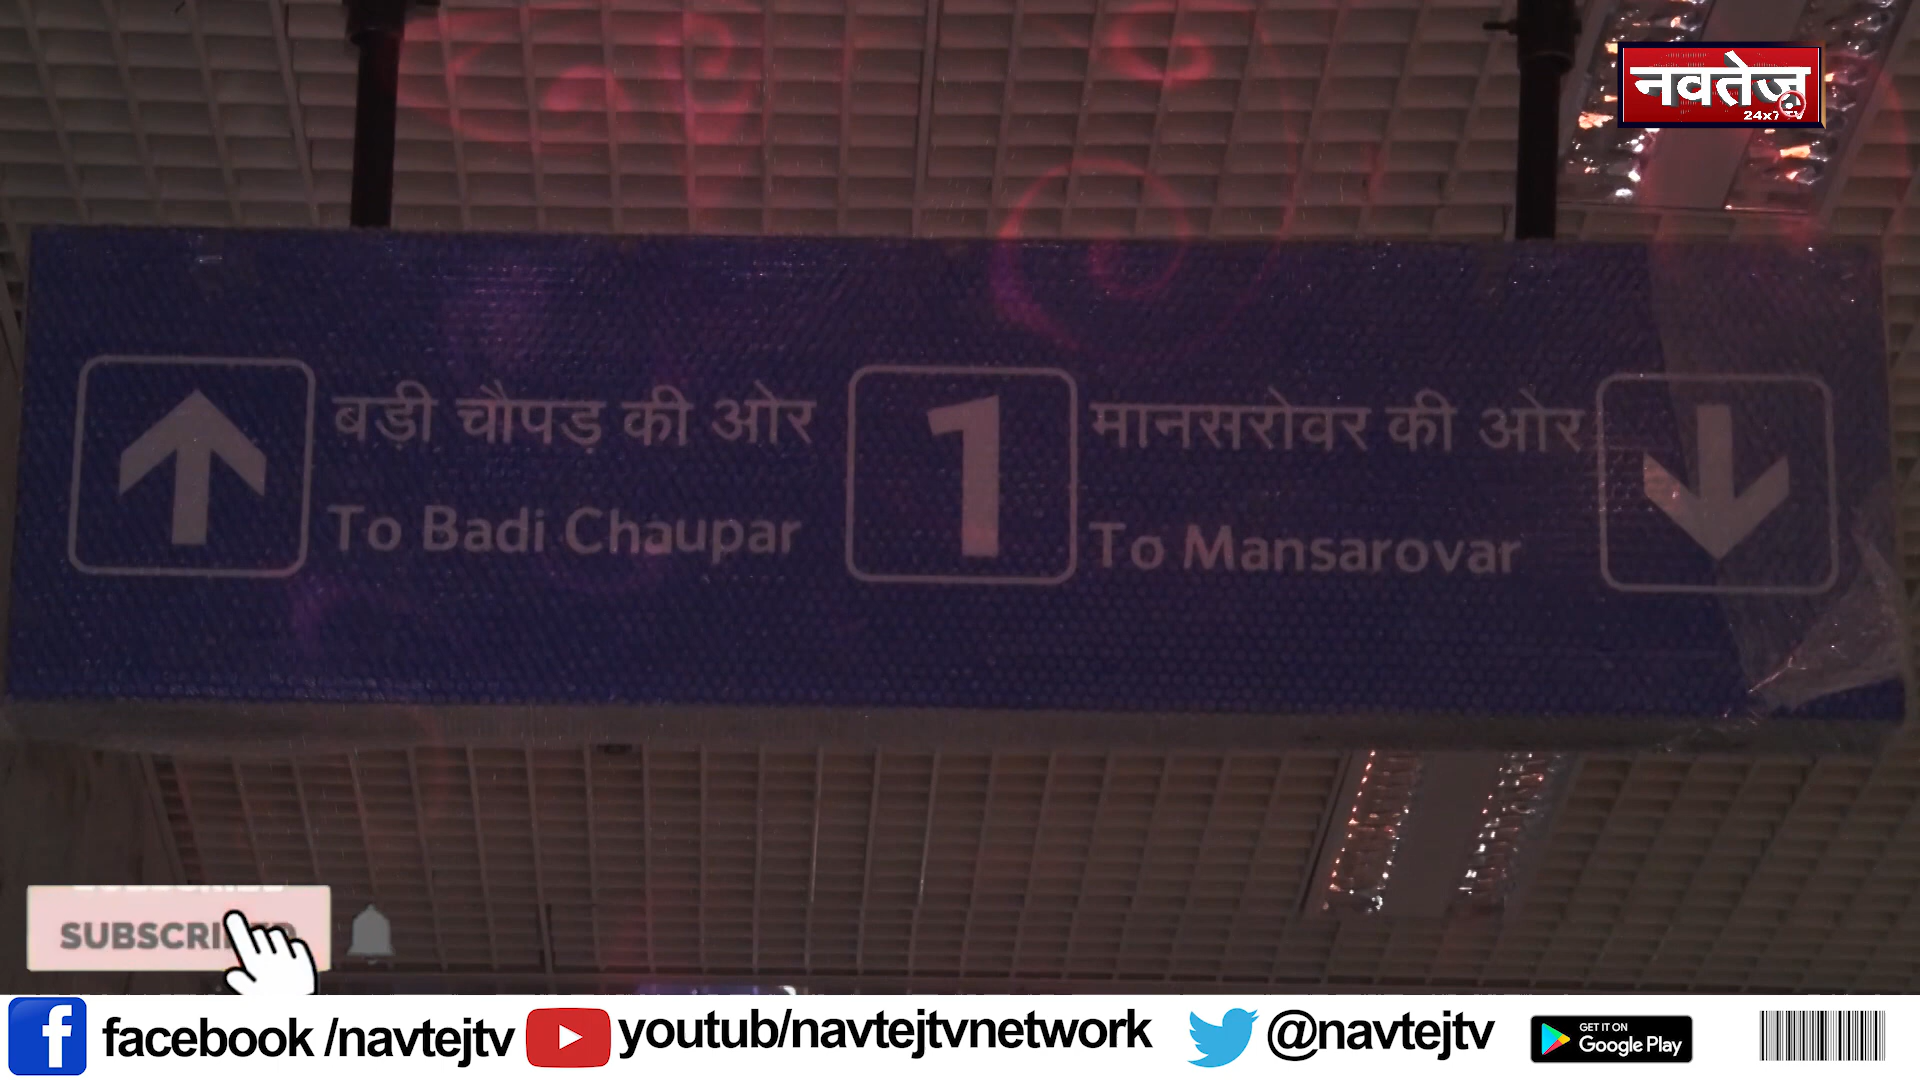 नवतेज
24x7 TV
बड़ी चौपड़ की ओर
To Badi Chaupar
1
मानसरोवर की ओर
To Mansarovar
facebook /navtejtv
youtub/navtejtvnetwork
@navtejtv
GET IT ON
Google Play